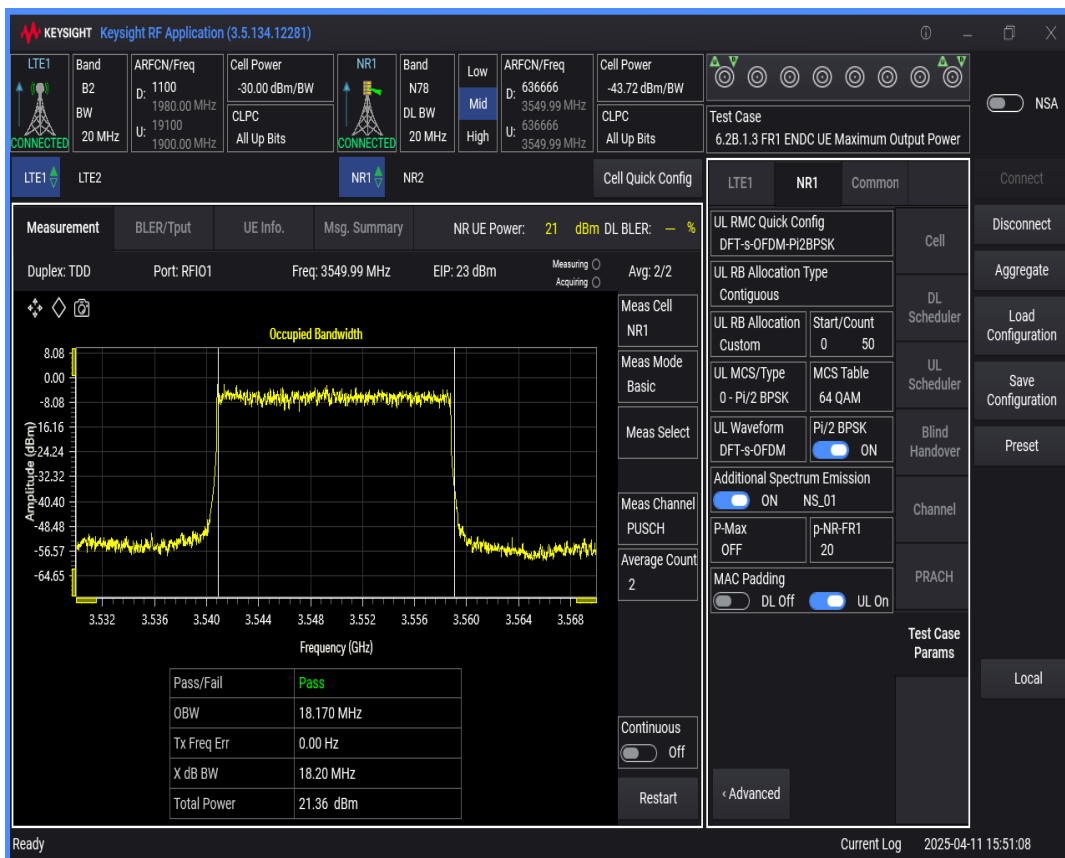 KEYSIGHT Keysight RF Application (3.5.134.12281)
LTE1
CONNECTED
Band
B2
BW
20 MHz
ARFCN/Freq
D: 1100
1980.00 MHz
U: 19100
1900.00 MHz
Cell Power
-30.00 dBm/BW
CLPC
All Up Bits
NR1
CONNECTED
Band
N78
DL BW
20 MHz
Low
Mid
High
ARFCN/Freq
D: 636666
3549.99 MHz
U: 636666
3549.99 MHz
Cell Power
-43.72 dBm/BW
CLPC
All Up Bits
Test Case
6.2B.1.3 FR1 ENDC UE Maximum Output Power
NSA
LTE1 LTE2 NR1 NR2 Cell Quick Config
Measurement BLER/Tput UE Info. Msg. Summary NR UE Power: 21 dBm DL BLER: — %
Duplex: TDD Port: RFIO1 Freq: 3549.99 MHz EIP: 23 dBm Measuring Acquiring Avg: 2/2
Occupied Bandwidth
8.08
0.00
-8.08
-16.16
-24.24
-32.32
-40.40
-48.48
-56.57
-64.65
Amplitude (dBm)
3.532 3.536 3.540 3.544 3.548 3.552 3.556 3.560 3.564 3.568
Frequency (GHz)
Pass/Fail Pass
OBW 18.170 MHz
Tx Freq Err 0.00 Hz
X dB BW 18.20 MHz
Total Power 21.36 dBm
Meas Cell
NR1
Meas Mode
Basic
Meas Select
Meas Channel
PUSCH
Average Count
2
Continuous
Off
Restart
LTE1 NR1 Common
UL RMC Quick Config
DFT-s-OFDM-Pi2BPSK
UL RB Allocation Type
Contiguous
UL RB Allocation
Custom
Start/Count
0 50
UL MCS/Type
0 - Pi/2 BPSK
MCS Table
64 QAM
UL Waveform
DFT-s-OFDM
Pi/2 BPSK
ON
Additional Spectrum Emission
ON NS_01
P-Max
OFF
p-NR-FR1
20
MAC Padding
DL Off UL On
‹ Advanced
Cell
DL
Scheduler
UL
Scheduler
Blind
Handover
Channel
PRACH
Test Case
Params
Connect
Disconnect
Aggregate
Load
Configuration
Save
Configuration
Preset
Local
Ready Current Log 2025-04-11 15:51:08